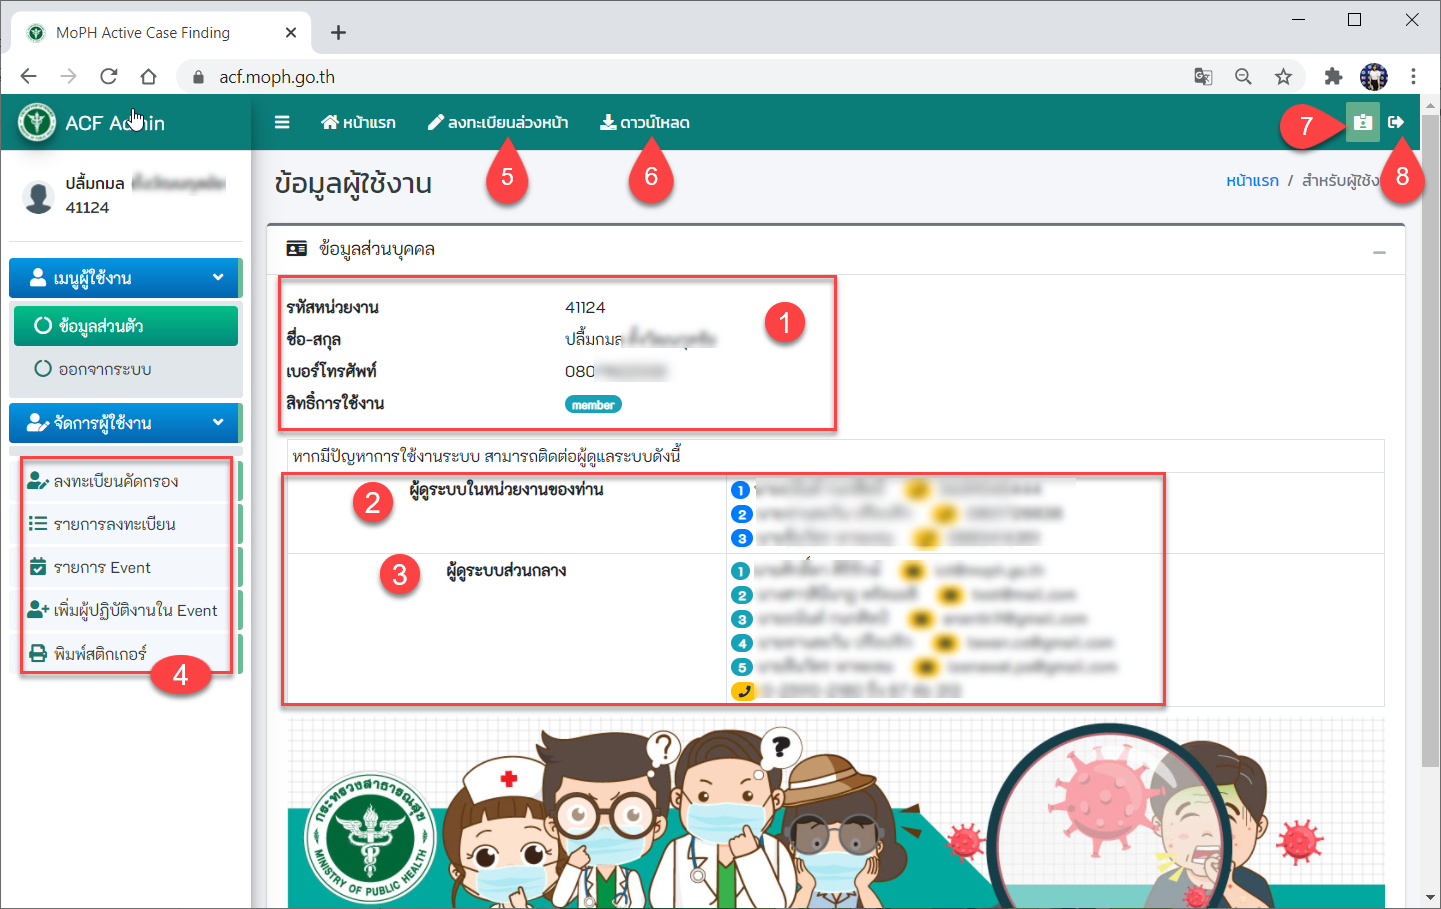 MoPH Active Case Finding
acf.moph.go.th
ACF Admin
หน้าแรก
ลงทะเบียนล่วงหน้า
ดาวน์โหลด
7
5
6
8
ปลื้มกมล
41124
ข้อมูลผู้ใช้งาน
หน้าแรก / สำหรับผู้ใช้ง
เมนูผู้ใช้งาน
ข้อมูลส่วนตัว
ออกจากระบบ
จัดการผู้ใช้งาน
ลงทะเบียนคัดกรอง
รายการลงทะเบียน
รายการ Event
เพิ่มผู้ปฏิบัติงานใน Event
พิมพ์สติกเกอร์
4
ข้อมูลส่วนบุคคล
รหัสหน่วยงาน 41124
ชื่อ-สกุล ปลื้มกมล
เบอร์โทรศัพท์ 080
สิทธิ์การใช้งาน member
1
หากมีปัญหาการใช้งานระบบ สามารถติดต่อผู้ดูแลระบบดังนี้
2
ผู้ดูระบบในหน่วยงานของท่าน
1
2
3
3
ผู้ดูระบบส่วนกลาง
1
2
3
4
5
?
?
กระทรวงสาธารณสุข
MINISTRY OF PUBLIC HEALTH